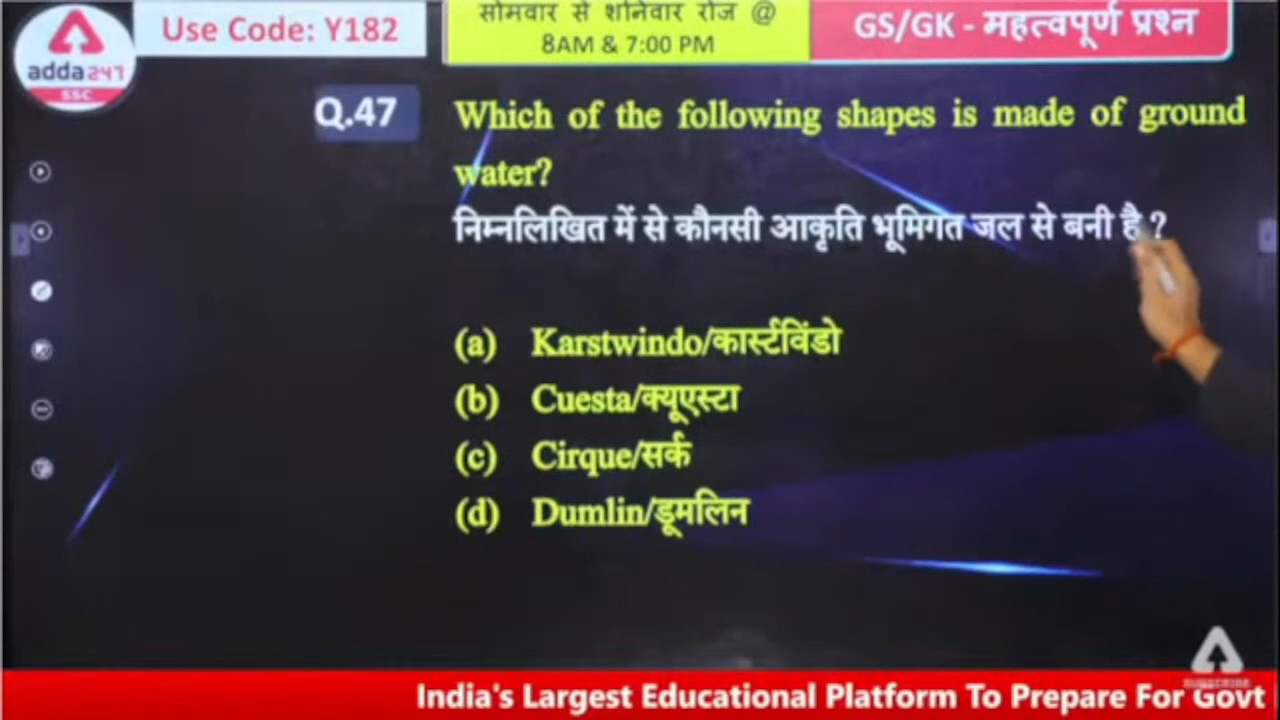 adda247
SSC
Use Code: Y182
सोमवार से शनिवार रोज @
8AM & 7:00 PM
GS/GK - महत्वपूर्ण प्रश्न
Q.47
Which of the following shapes is made of ground
water?
निम्नलिखित में से कौनसी आकृति भूमिगत जल से बनी है ?
(a) Karstwindo/कार्स्टविंडो
(b) Cuesta/क्यूएस्टा
(c) Cirque/सर्क
(d) Dumlin/डूमलिन
SUBSCRIBE
India's Largest Educational Platform To Prepare For Govt